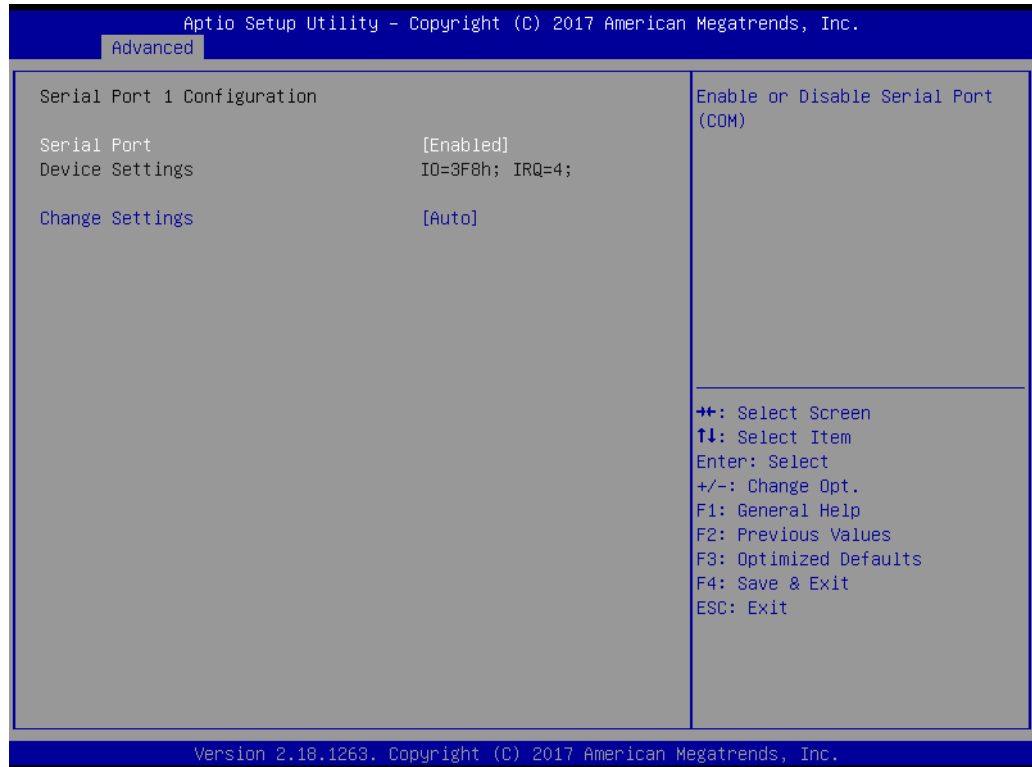 Aptio Setup Utility – Copyright (C) 2017 American Megatrends, Inc.
Advanced
Serial Port 1 Configuration
Serial Port [Enabled]
Device Settings IO=3F8h; IRQ=4;
Change Settings [Auto]
Enable or Disable Serial Port
(COM)
→←: Select Screen
↑↓: Select Item
Enter: Select
+/-: Change Opt.
F1: General Help
F2: Previous Values
F3: Optimized Defaults
F4: Save & Exit
ESC: Exit
Version 2.18.1263. Copyright (C) 2017 American Megatrends, Inc.